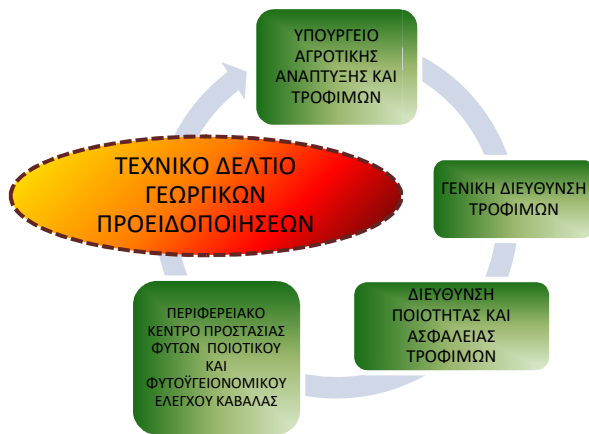 ΥΠΟΥΡΓΕΙΟ
ΑΓΡΟΤΙΚΗΣ
ΑΝΑΠΤΥΞΗΣ ΚΑΙ
ΤΡΟΦΙΜΩΝ
ΓΕΝΙΚΗ ΔΙΕΥΘΥΝΣΗ
ΤΡΟΦΙΜΩΝ
ΔΙΕΥΘΥΝΣΗ
ΠΟΙΟΤΗΤΑΣ ΚΑΙ
ΑΣΦΑΛΕΙΑΣ
ΤΡΟΦΙΜΩΝ
ΠΕΡΙΦΕΡΕΙΑΚΟ
ΚΕΝΤΡΟ ΠΡΟΣΤΑΣΙΑΣ
ΦΥΤΩΝ ΠΟΙΟΤΙΚΟΥ
ΚΑΙ
ΦΥΤΟΫΓΕΙΟΝΟΜΙΚΟΥ
ΕΛΕΓΧΟΥ ΚΑΒΑΛΑΣ
ΤΕΧΝΙΚΟ ΔΕΛΤΙΟ
ΓΕΩΡΓΙΚΩΝ
ΠΡΟΕΙΔΟΠΟΙΗΣΕΩΝ